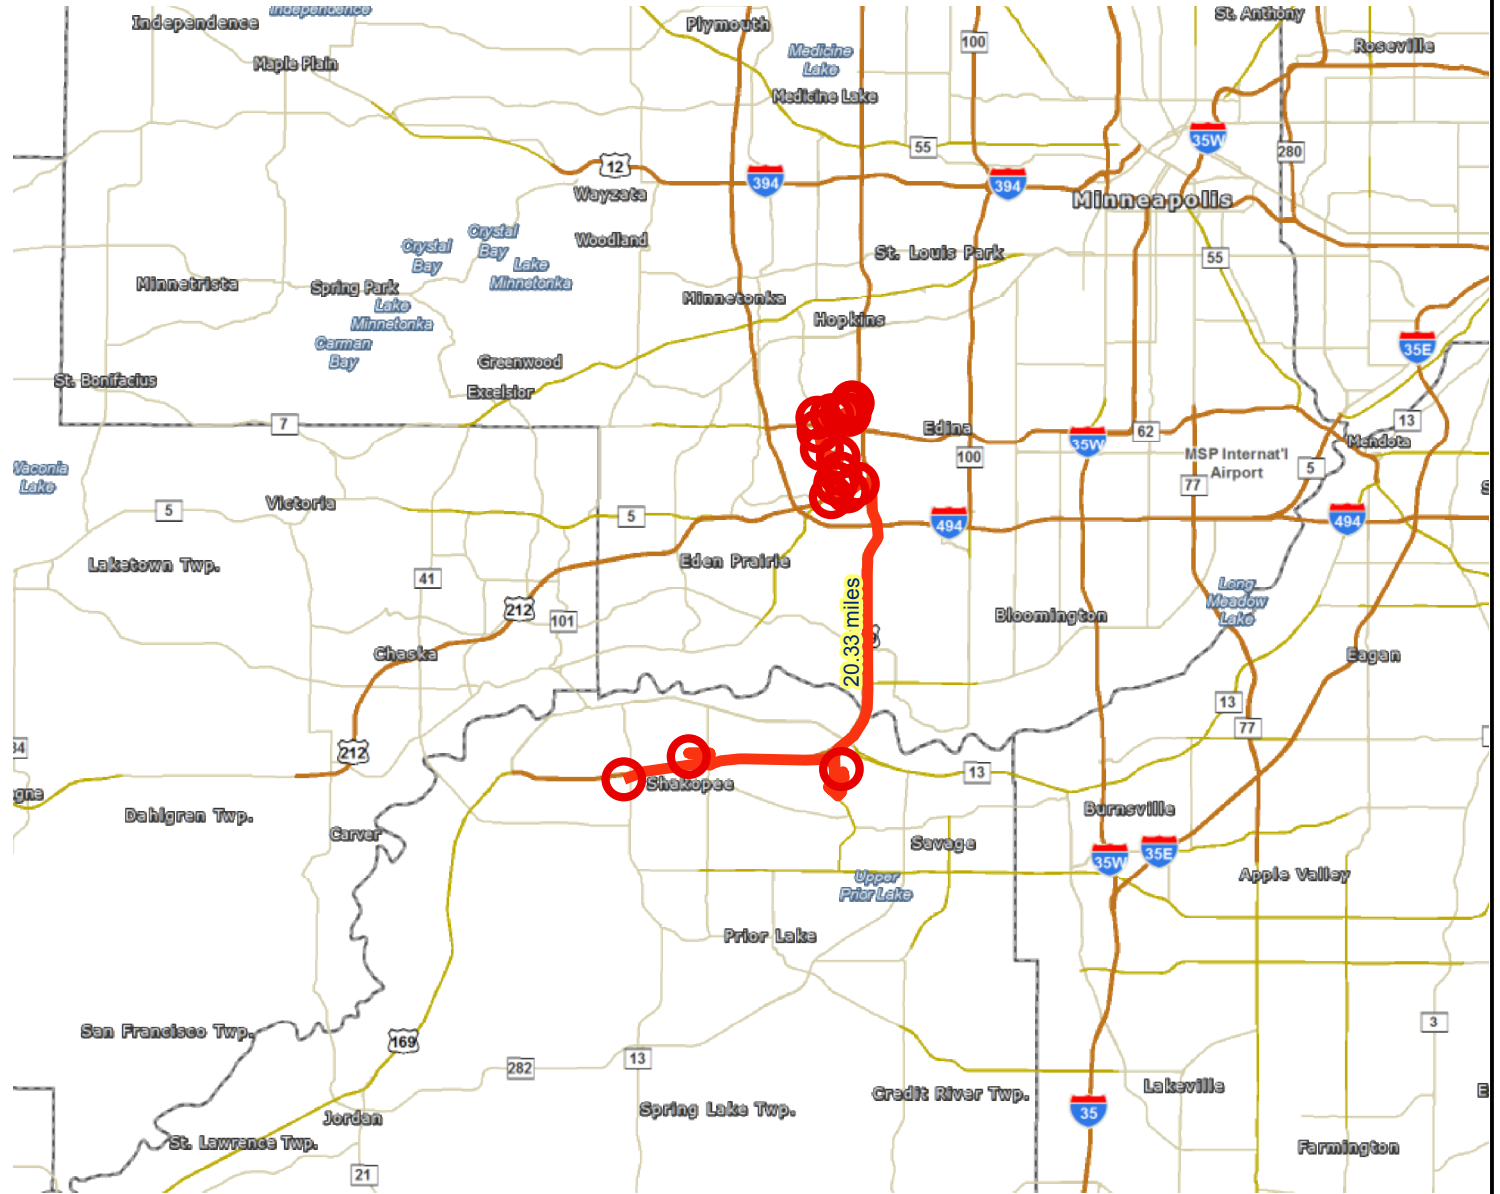 Independence
Independence
Plymouth
St. Anthony
100
Roseville
Medicine
Lake
Maple Plain
Medicine Lake
35W
55
280
12
394
394
Wayzata
Minneapolis
Crystal
Bay
Crystal
Bay
Woodland
St. Louis Park
55
Lake
Minnetonka
Minnetrista
Spring Park
Minnetonka
Lake
Minnetonka
Hopkins
Carman
Bay
Greenwood
35E
St. Bonifacius
Excelsior
7
Edina
35W
62
13
Mendota
100
MSP Internat'l
Airport
5
Waconia
Lake
77
Victoria
5
5
494
494
Eden Prairie
Laketown Twp.
41
212
101
Long
Meadow
Lake
20.33 miles
Bloomington
Chaska
Eagan
13
77
212
13
Shakopee
Dahlgren Twp.
Carver
Burnsville
Savage
35W
35E
Apple Valley
Upper
Prior Lake
Prior Lake
San Francisco Twp.
169
3
282
13
Credit River Twp.
Lakeville
Spring Lake Twp.
35
Jordan
St. Lawrence Twp.
Farmington
21